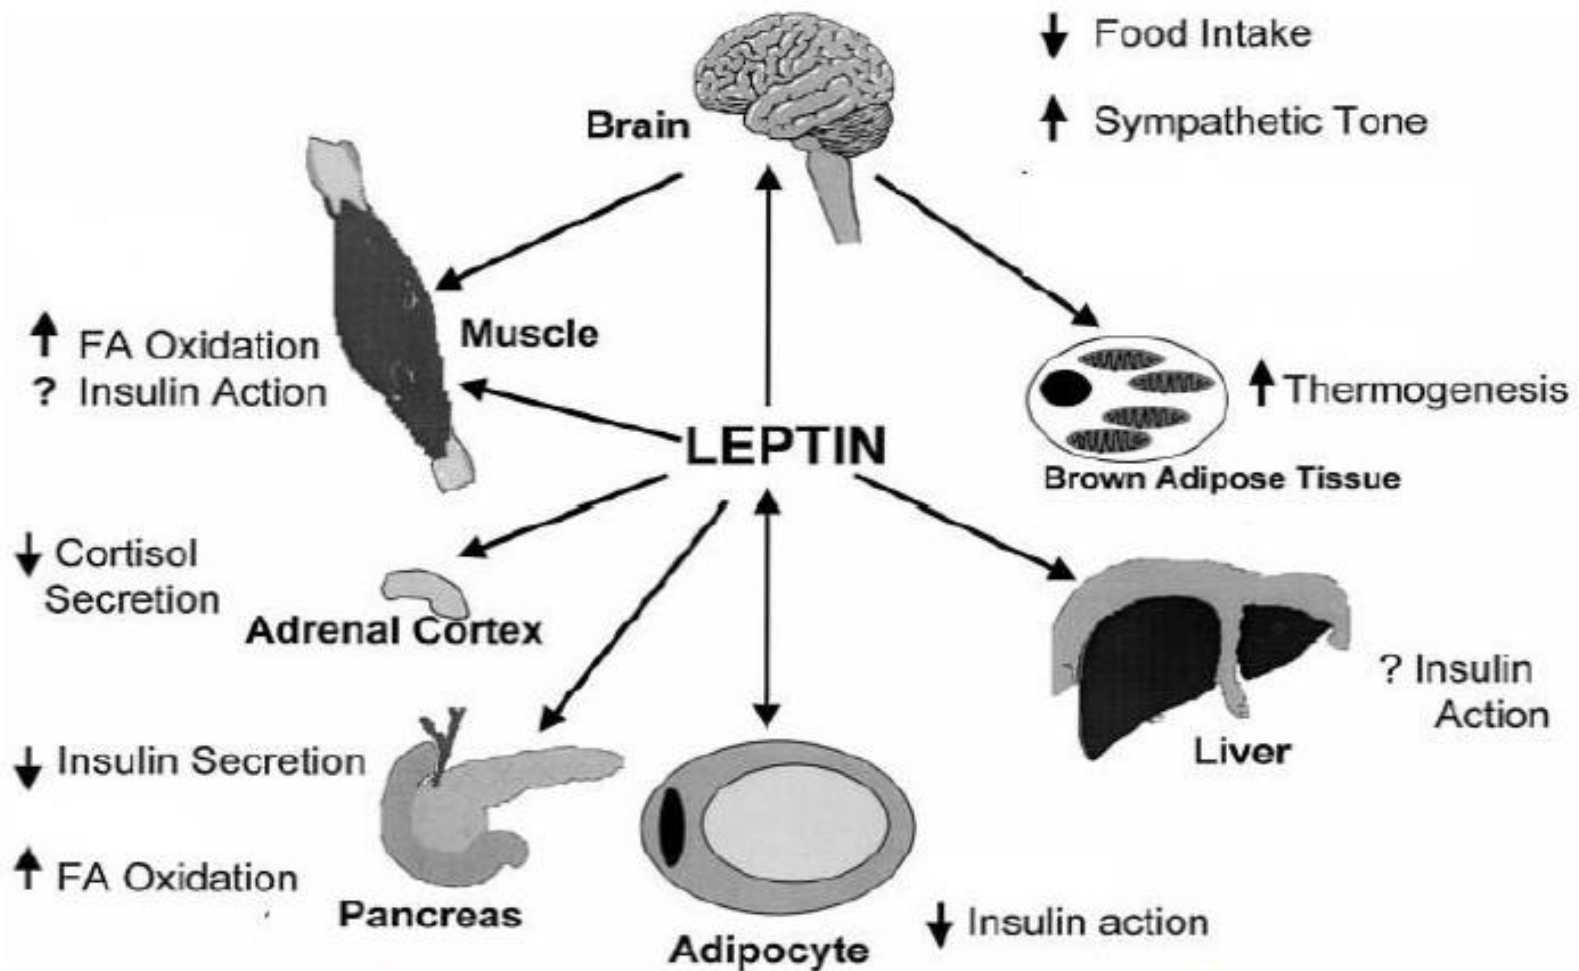 ↓ Food Intake
Brain
↑ Sympathetic Tone
↑ FA Oxidation
? Insulin Action
Muscle
↑ Thermogenesis
LEPTIN
Brown Adipose Tissue
↓ Cortisol
Secretion
Adrenal Cortex
? Insulin
Action
Liver
↓ Insulin Secretion
↑ FA Oxidation
Pancreas
Adipocyte
↓ Insulin action